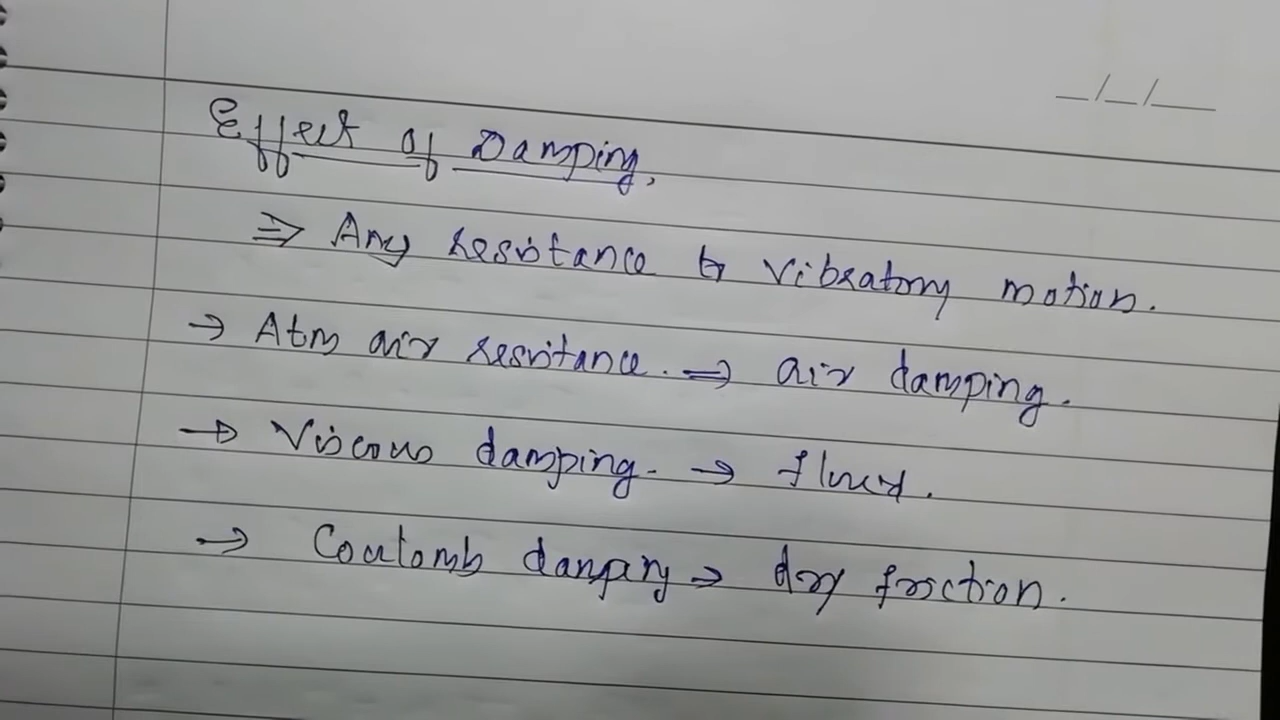 Effect of Damping,
⇒ Any resistance to vibratory motion.
→ Atm air resistance. ⇒ air damping.
→ Viscous damping. → fluid.
→ Coulomb damping → dry friction.